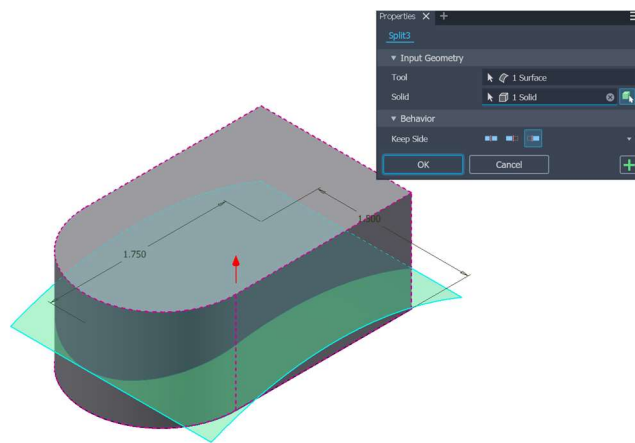 Properties
Split3
Input Geometry
Tool 1 Surface
Solid 1 Solid
Behavior
Keep Side
OK Cancel
1.500
1.750